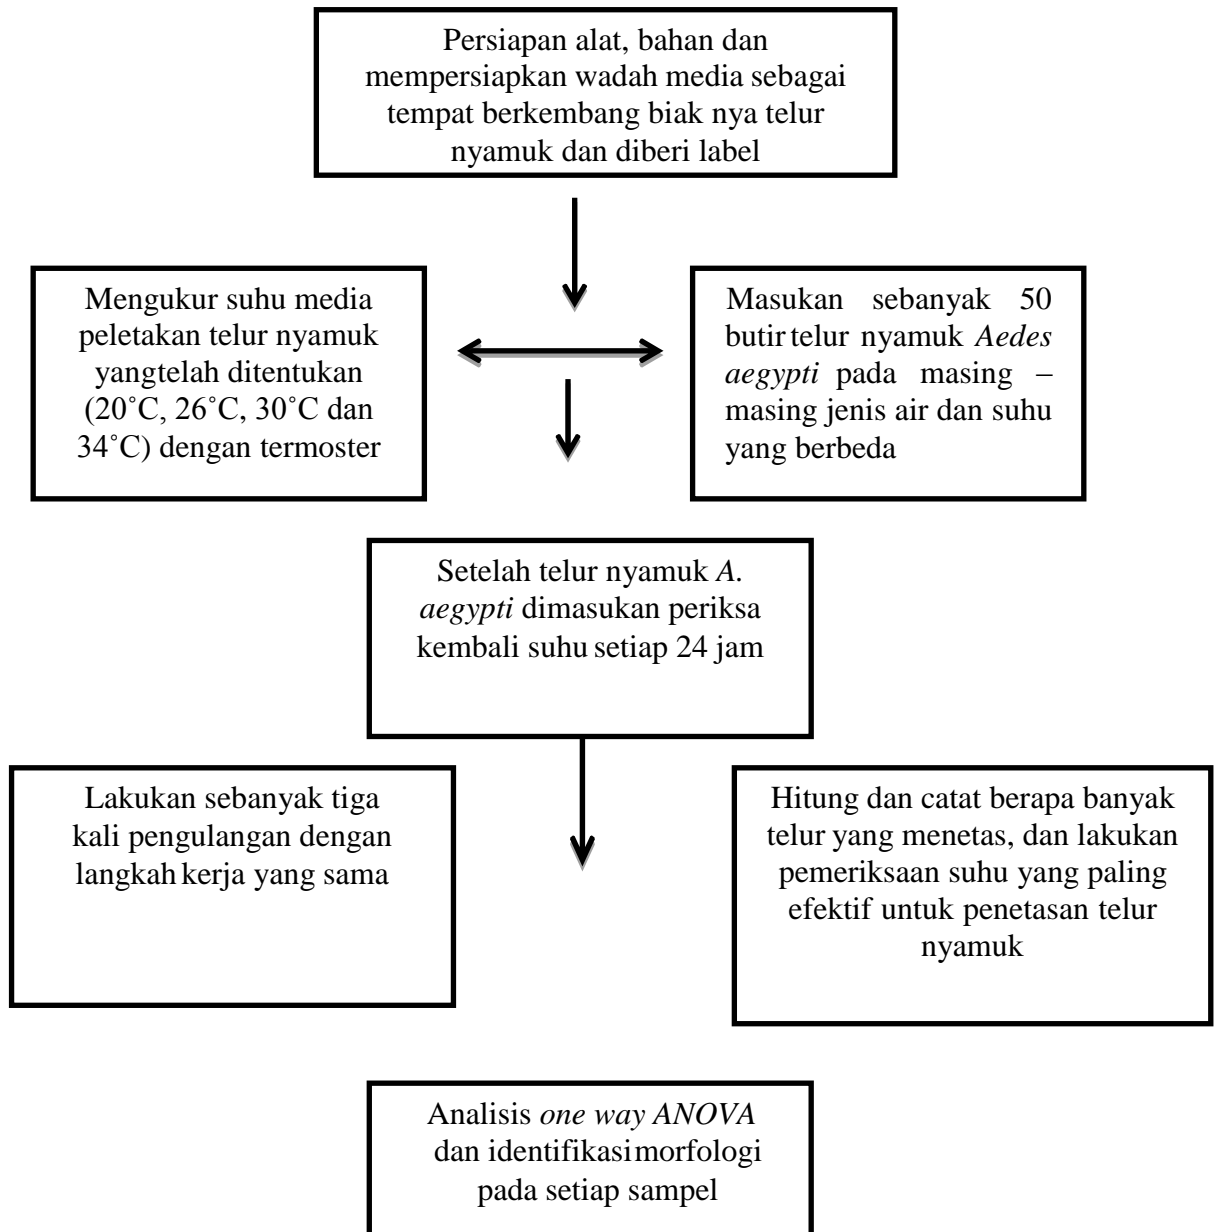 Persiapan alat, bahan dan
mempersiapkan wadah media sebagai
tempat berkembang biak nya telur
nyamuk dan diberi label
Mengukur suhu media
peletakan telur nyamuk
yangtelah ditentukan
(20˚C, 26˚C, 30˚C dan
34˚C) dengan termoster
Masukan sebanyak 50
butir telur nyamuk Aedes
aegypti pada masing –
masing jenis air dan suhu
yang berbeda
Setelah telur nyamuk A.
aegypti dimasukan periksa
kembali suhu setiap 24 jam
Lakukan sebanyak tiga
kali pengulangan dengan
langkah kerja yang sama
Hitung dan catat berapa banyak
telur yang menetas, dan lakukan
pemeriksaan suhu yang paling
efektif untuk penetasan telur
nyamuk
Analisis one way ANOVA
dan identifikasi morfologi
pada setiap sampel